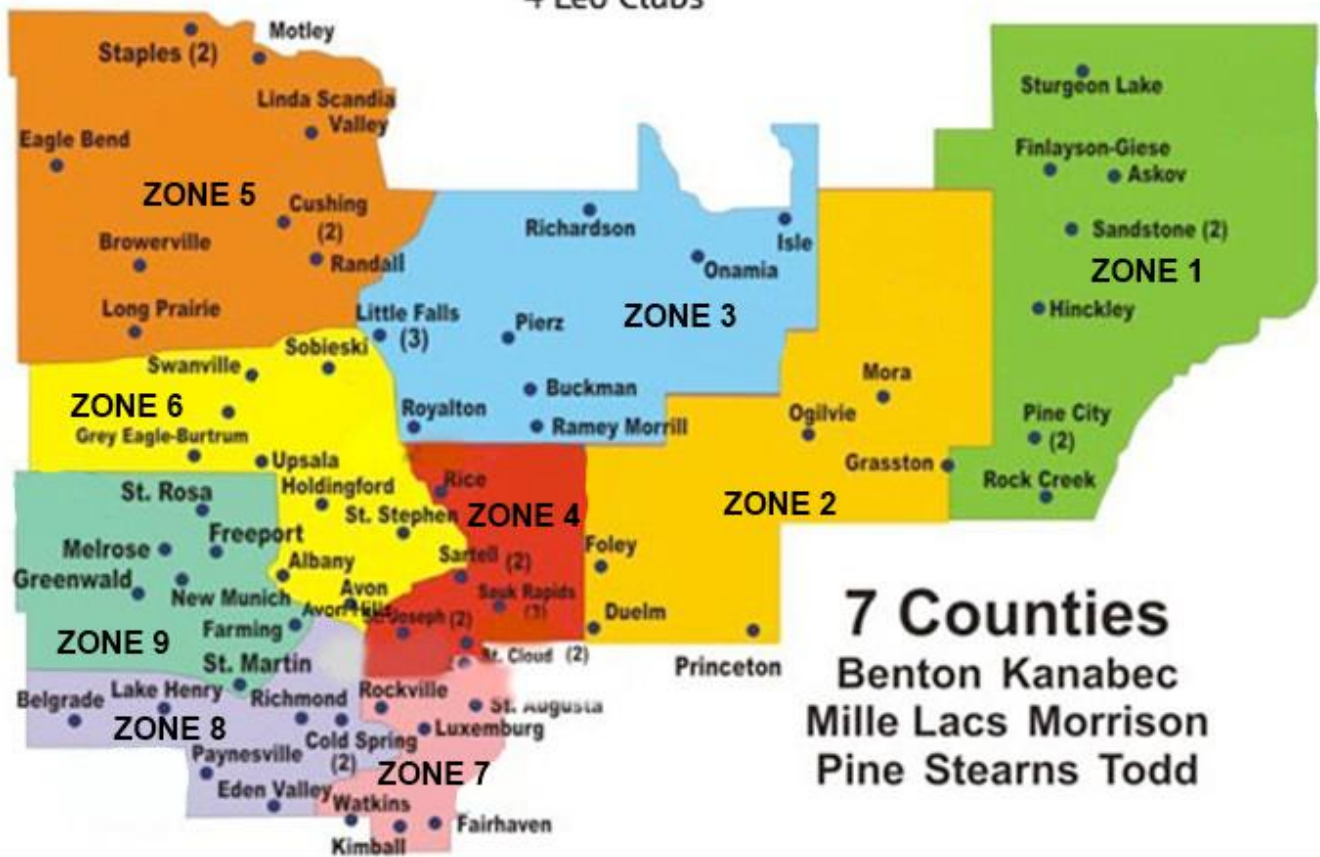 4 Leo Clubs
Motley
Staples (2)
Sturgeon Lake
Linda Scandia
Valley
Eagle Bend
Finlayson-Giese
Askov
ZONE 5
Cushing
(2)
Richardson
Isle
Sandstone (2)
Browerville
Randall
Onamia
ZONE 1
Long Prairie
Little Falls
(3)
Pierz
ZONE 3
Hinckley
Sobieski
Swanville
Buckman
Mora
ZONE 6
Royalton
Ramey Morrill
Ogilvie
Pine City
(2)
Grey Eagle-Burtrum
Upsala
Grasston
Rock Creek
St. Rosa
Holdingford
Rice
St. Stephen
ZONE 4
ZONE 2
Freeport
Melrose
Albany
Sartell (2)
Foley
Greenwald
New Munich
Avon
Avon Hills
Sauk Rapids
(3)
Duelm
Farming
St. Joseph (2)
ZONE 9
St. Martin
St. Cloud (2)
Princeton
Belgrade
Lake Henry
Richmond
Rockville
St. Augusta
ZONE 8
Luxemburg
Paynesville
Cold Spring
(2)
ZONE 7
Eden Valley
Watkins
Fairhaven
Kimball
7 Counties
Benton Kanabec
Mille Lacs Morrison
Pine Stearns Todd